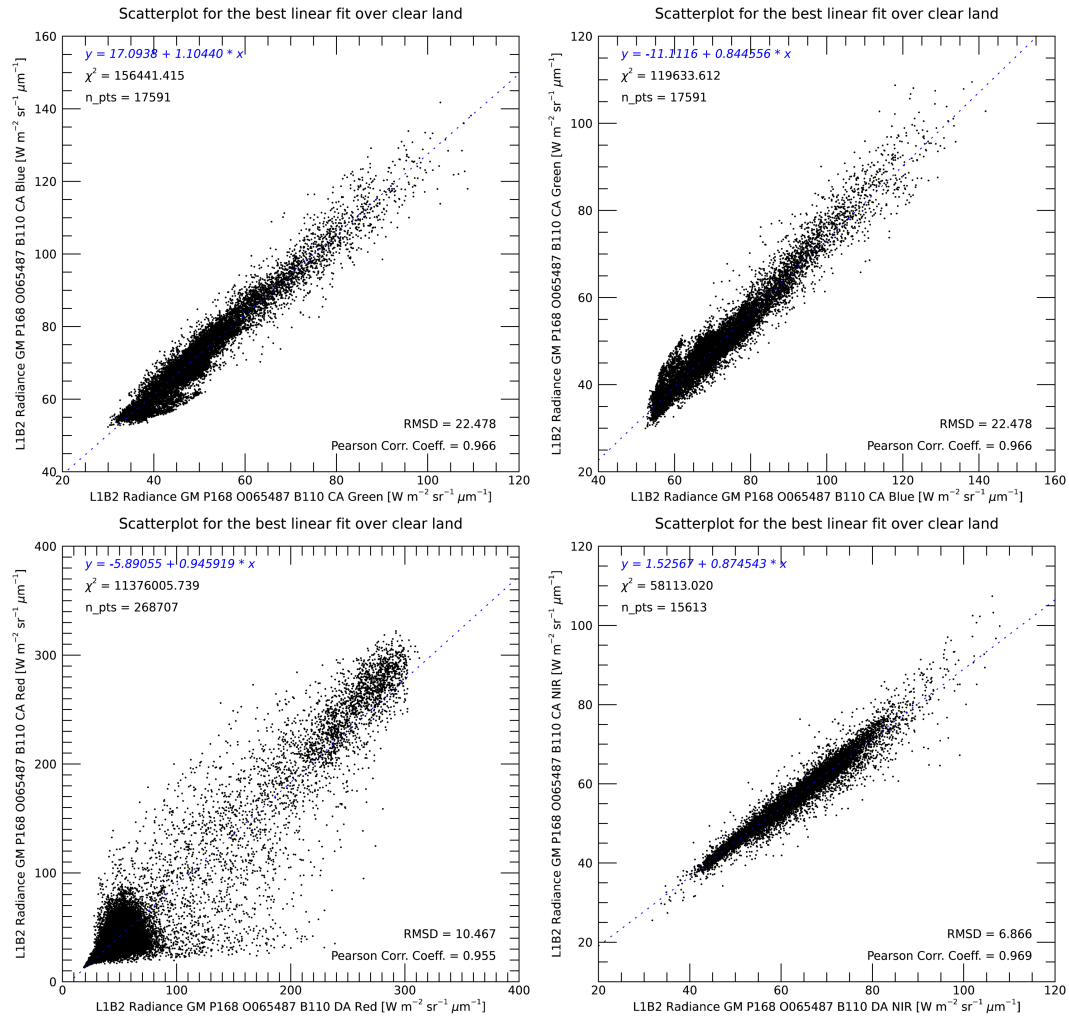 Scatterplot for the best linear fit over clear land
y = 17.0938 + 1.10440 * x
χ² = 156441.415
n_pts = 17591
RMSD = 22.478
Pearson Corr. Coeff. = 0.966
L1B2 Radiance GM P168 O065487 B110 CA Blue [W m⁻² sr⁻¹ μm⁻¹]
160
140
120
100
80
60
40
20 40 60 80 100 120
L1B2 Radiance GM P168 O065487 B110 CA Green [W m⁻² sr⁻¹ μm⁻¹]
Scatterplot for the best linear fit over clear land
y = -11.1116 + 0.844556 * x
χ² = 119633.612
n_pts = 17591
RMSD = 22.478
Pearson Corr. Coeff. = 0.966
L1B2 Radiance GM P168 O065487 B110 CA Green [W m⁻² sr⁻¹ μm⁻¹]
120
100
80
60
40
20
40 60 80 100 120 140 160
L1B2 Radiance GM P168 O065487 B110 CA Blue [W m⁻² sr⁻¹ μm⁻¹]
Scatterplot for the best linear fit over clear land
y = -5.89055 + 0.945919 * x
χ² = 11376005.739
n_pts = 268707
RMSD = 10.467
Pearson Corr. Coeff. = 0.955
L1B2 Radiance GM P168 O065487 B110 CA Red [W m⁻² sr⁻¹ μm⁻¹]
400
300
200
100
0
0 100 200 300 400
L1B2 Radiance GM P168 O065487 B110 DA Red [W m⁻² sr⁻¹ μm⁻¹]
Scatterplot for the best linear fit over clear land
y = 1.52567 + 0.874543 * x
χ² = 58113.020
n_pts = 15613
RMSD = 6.866
Pearson Corr. Coeff. = 0.969
L1B2 Radiance GM P168 O065487 B110 CA NIR [W m⁻² sr⁻¹ μm⁻¹]
120
100
80
60
40
20
20 40 60 80 100 120
L1B2 Radiance GM P168 O065487 B110 DA NIR [W m⁻² sr⁻¹ μm⁻¹]